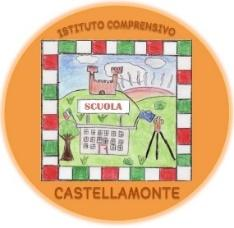 ISTITUTO COMPRENSIVO
SCUOLA
CASTELLAMONTE